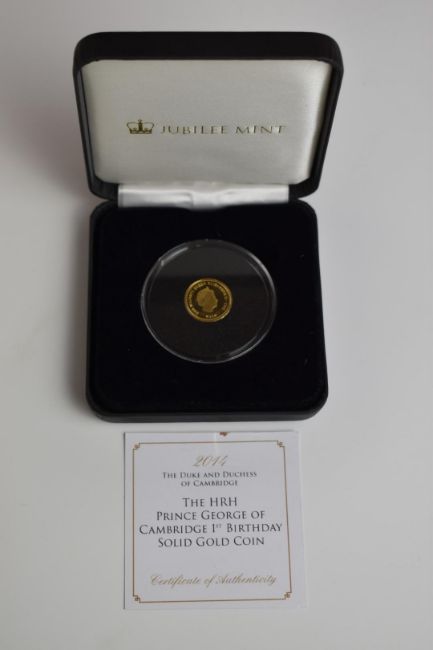 JUBILEE MINT
2014
THE DUKE AND DUCHESS
OF CAMBRIDGE
THE HRH
PRINCE GEORGE OF
CAMBRIDGE 1ST BIRTHDAY
SOLID GOLD COIN
Certificate of Authenticity